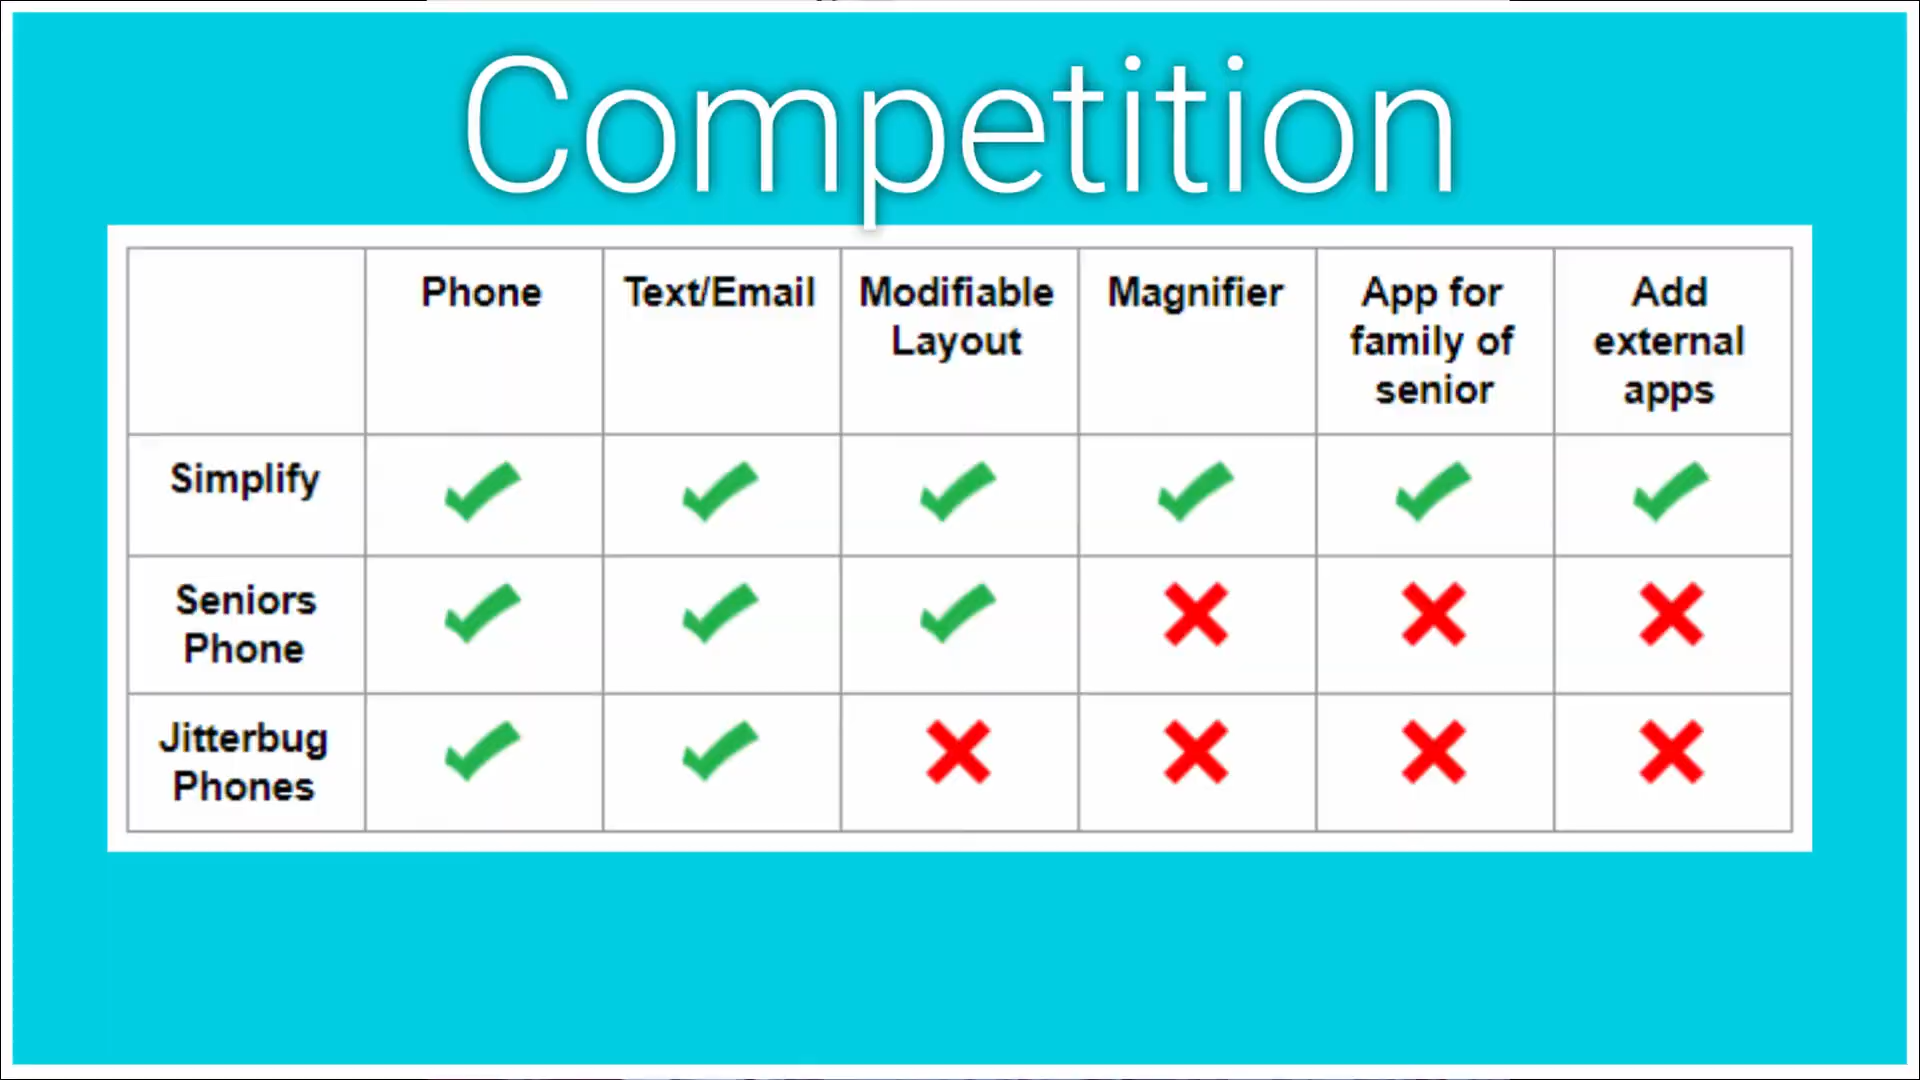 Competition
Phone
Text/Email
Modifiable
Layout
Magnifier
App for
family of
senior
Add
external
apps
Simplify
Seniors
Phone
Jitterbug
Phones